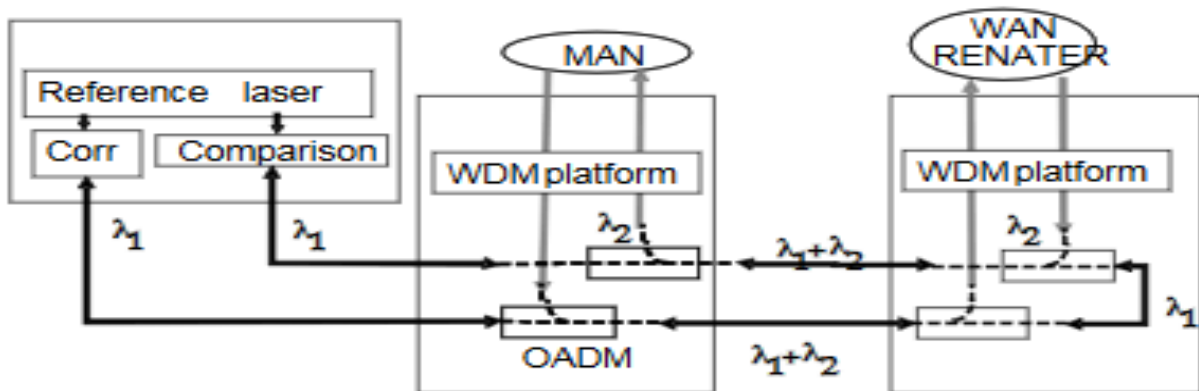 MAN
WAN
RENATER
Reference laser
Corr
Comparison
WDM platform
WDM platform
λ1
λ1
λ2
λ1+λ2
λ2
λ1
OADM
λ1+λ2